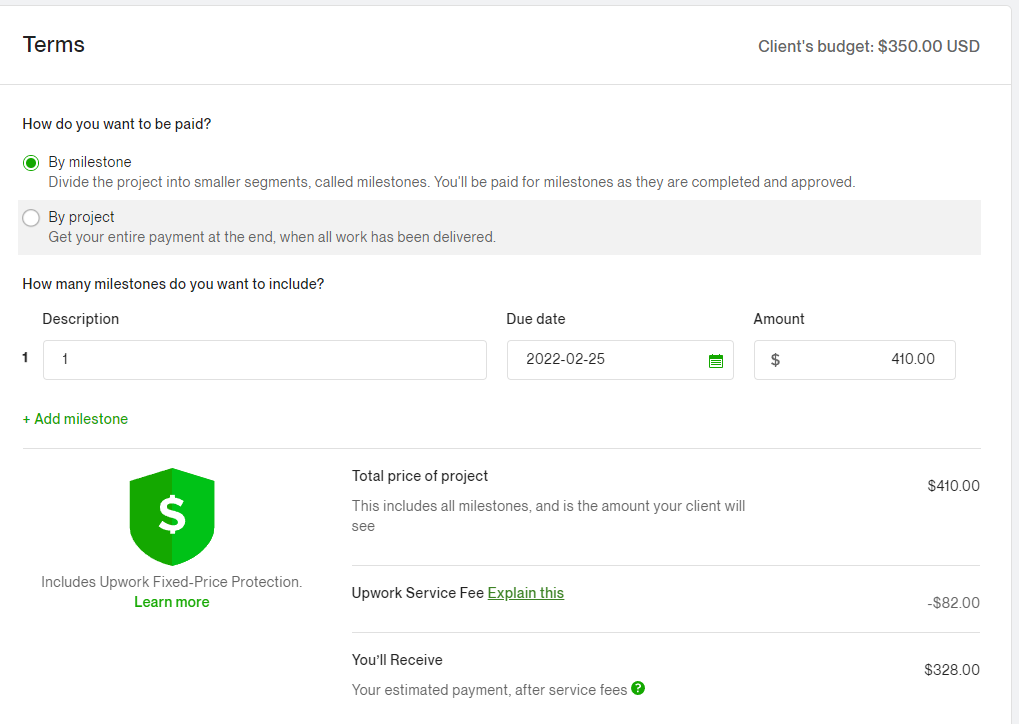 Terms
Client's budget: $350.00 USD
How do you want to be paid?
By milestone
Divide the project into smaller segments, called milestones. You'll be paid for milestones as they are completed and approved.
By project
Get your entire payment at the end, when all work has been delivered.
How many milestones do you want to include?
Description
Due date
Amount
1
1
2022-02-25
$
410.00
+ Add milestone
$
Includes Upwork Fixed-Price Protection.
Learn more
Total price of project
$410.00
This includes all milestones, and is the amount your client will
see
Upwork Service Fee Explain this
-$82.00
You'll Receive
$328.00
Your estimated payment, after service fees ?